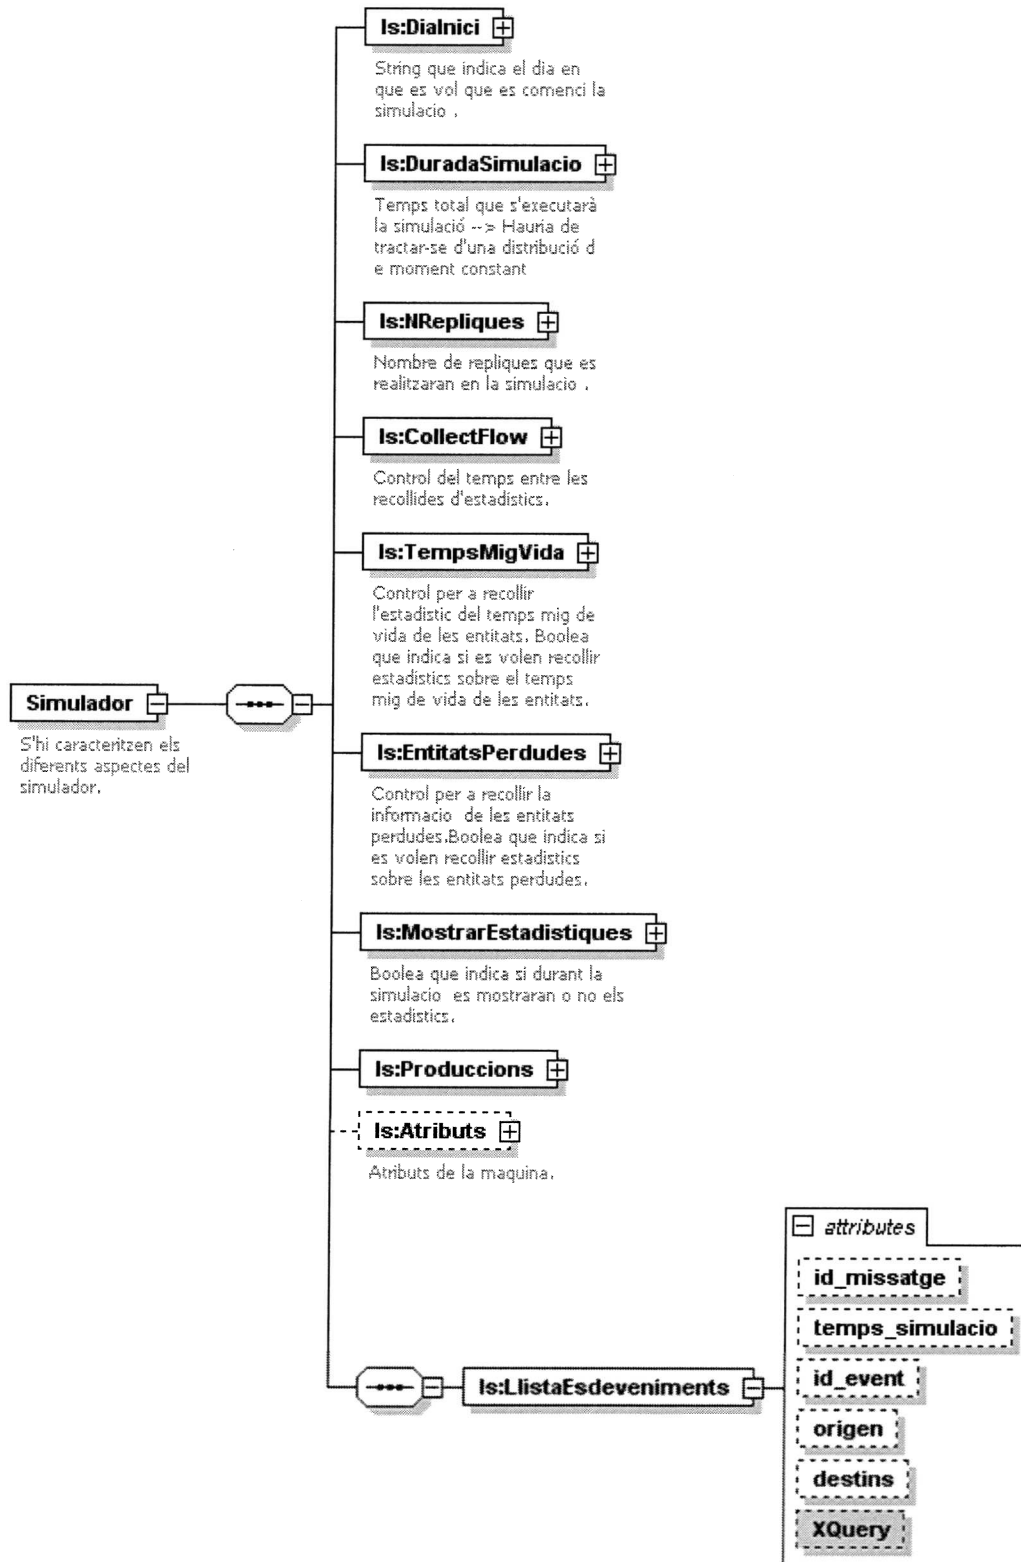 ls:DiaInici
String que indica el dia en
que es vol que es comenci la
simulacio .
ls:DuradaSimulacio
Temps total que s'executarà
la simulació --> Hauria de
tractar-se d'una distribució d
e moment constant
ls:NRepliques
Nombre de repliques que es
realitzaran en la simulacio .
ls:CollectFlow
Control del temps entre les
recollides d'estadístics.
ls:TempsMigVida
Control per a recollir
l'estadistic del temps mig de
vida de les entitats. Boolea
que indica si es volen recollir
estadístics sobre el temps
mig de vida de les entitats.
Simulador
S'hi caracteritzen els
diferents aspectes del
simulador.
ls:EntitatsPerdudes
Control per a recollir la
informacio  de les entitats
perdudes.Boolea que indica si
es volen recollir estadistics
sobre les entitats perdudes.
ls:MostrarEstadistiques
Boolea que indica si durant la
simulacio  es mostraran o no els
estadistics.
ls:Produccions
ls:Atributs
Atributs de la maquina.
attributes
id_missatge
temps_simulacio
id_event
ls:LlistaEsdeveniments
origen
destins
XQuery